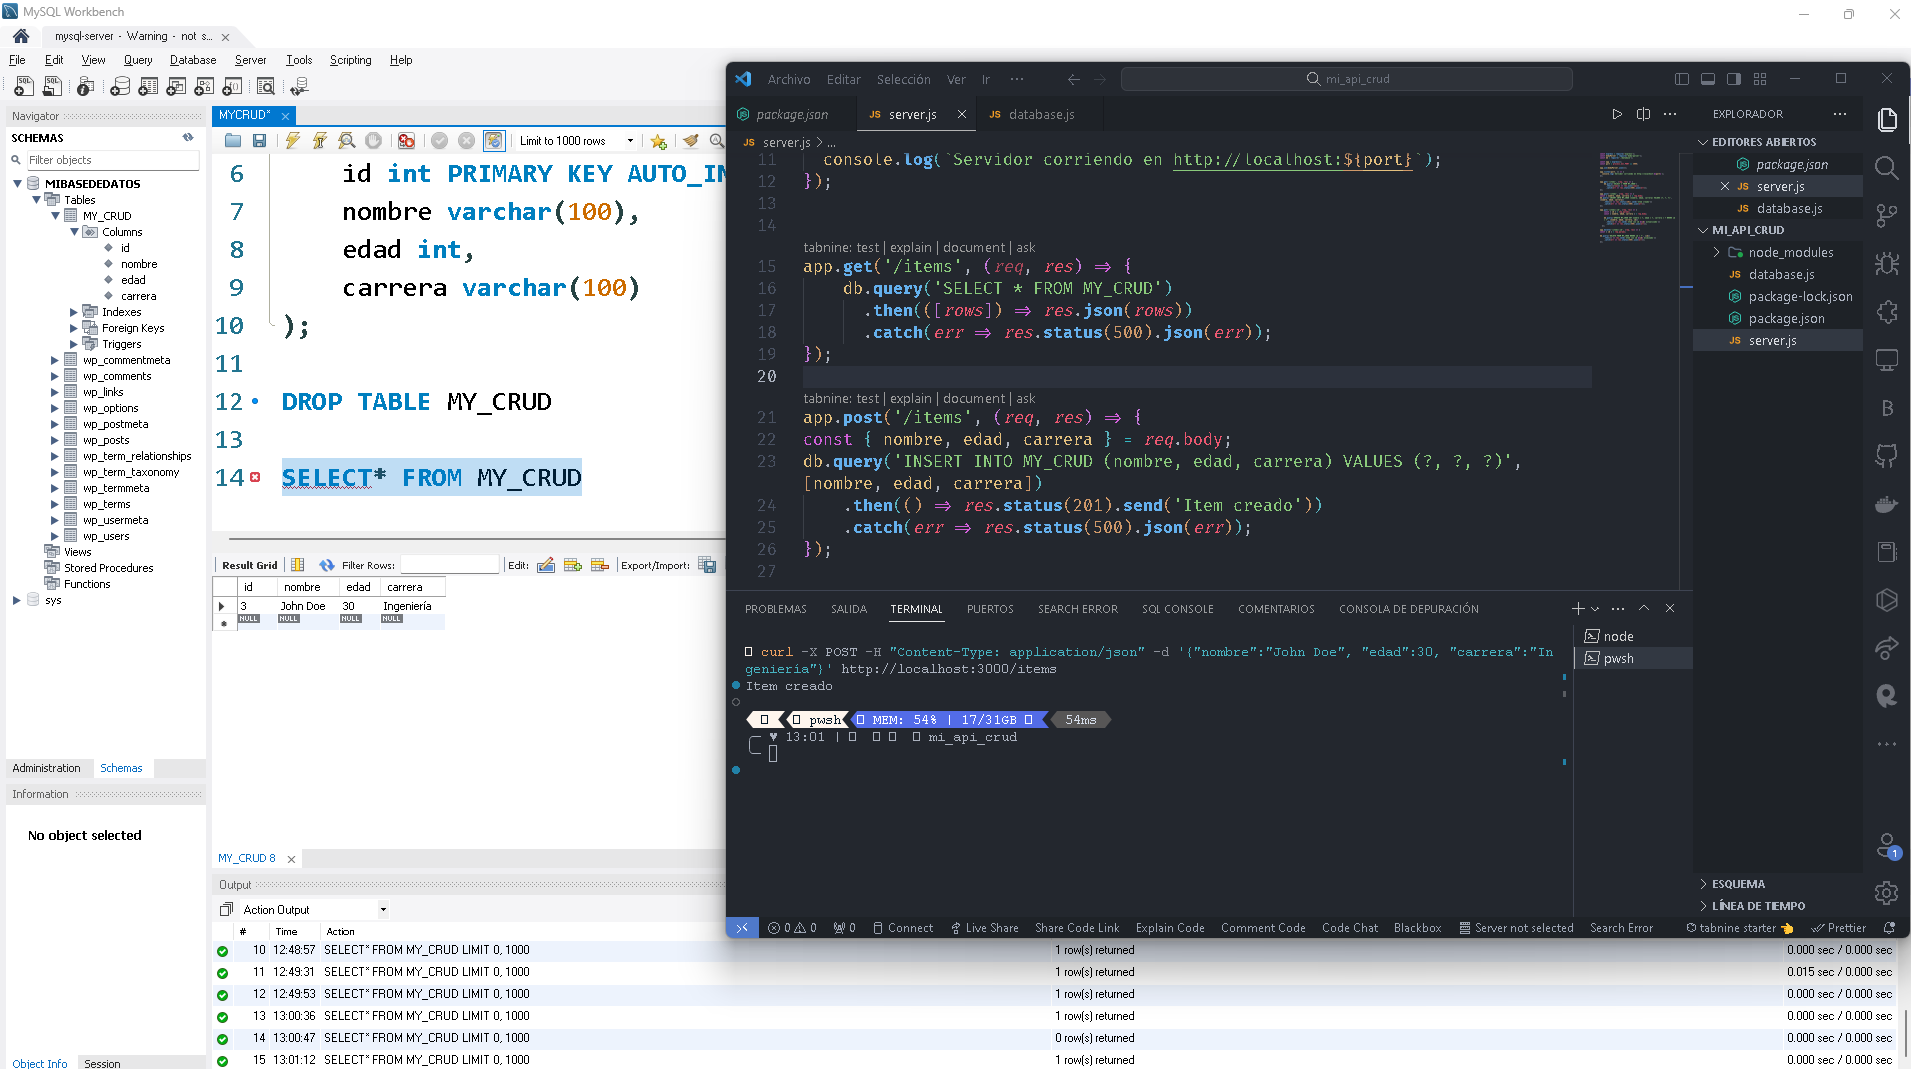 MySQL Workbench
mysql-server - Warning - not s...
File Edit View Query Database Server Tools Scripting Help
Navigator
SCHEMAS
Filter objects
MIBASEDEDATOS
Tables
MY_CRUD
Columns
id
nombre
edad
carrera
Indexes
Foreign Keys
Triggers
wp_commentmeta
wp_comments
wp_links
wp_options
wp_postmeta
wp_posts
wp_term_relationships
wp_term_taxonomy
wp_termmeta
wp_terms
wp_usermeta
wp_users
Views
Stored Procedures
Functions
sys
Administration Schemas
Information
No object selected
Object Info Session
MYCRUD*
Limit to 1000 rows
6 id int PRIMARY KEY AUTO_IN
7 nombre varchar(100),
8 edad int,
9 carrera varchar(100)
10 );
11
12 DROP TABLE MY_CRUD
13
14 SELECT* FROM MY_CRUD
Result Grid Filter Rows: Edit: Export/Import:
id nombre edad carrera
3 John Doe 30 Ingeniería
NULL NULL NULL NULL
MY_CRUD 8
Output
Action Output
# Time Action
10 12:48:57 SELECT* FROM MY_CRUD LIMIT 0, 1000 1 row(s) returned 0.000 sec / 0.000 sec
11 12:49:31 SELECT* FROM MY_CRUD LIMIT 0, 1000 1 row(s) returned 0.015 sec / 0.000 sec
12 12:49:53 SELECT* FROM MY_CRUD LIMIT 0, 1000 1 row(s) returned 0.000 sec / 0.000 sec
13 13:00:36 SELECT* FROM MY_CRUD LIMIT 0, 1000 1 row(s) returned 0.000 sec / 0.000 sec
14 13:00:47 SELECT* FROM MY_CRUD LIMIT 0, 1000 0 row(s) returned 0.000 sec / 0.000 sec
15 13:01:12 SELECT* FROM MY_CRUD LIMIT 0, 1000 1 row(s) returned 0.000 sec / 0.000 sec
Archivo Editar Selección Ver Ir ... mi_api_crud
package.json JS server.js JS database.js
JS server.js > ...
11 console.log(`Servidor corriendo en http://localhost:${port}`);
12 });
13
14
tabnine: test | explain | document | ask
15 app.get('/items', (req, res) ⇒ {
16 db.query('SELECT * FROM MY_CRUD')
17 .then(([rows]) ⇒ res.json(rows))
18 .catch(err ⇒ res.status(500).json(err));
19 });
20
tabnine: test | explain | document | ask
21 app.post('/items', (req, res) ⇒ {
22 const { nombre, edad, carrera } = req.body;
23 db.query('INSERT INTO MY_CRUD (nombre, edad, carrera) VALUES (?, ?, ?)',
[nombre, edad, carrera])
24 .then(() ⇒ res.status(201).send('Item creado'))
25 .catch(err ⇒ res.status(500).json(err));
26 });
27
EXPLORADOR
EDITORES ABIERTOS
package.json
JS server.js
JS database.js
MI_API_CRUD
node_modules
JS database.js
package-lock.json
package.json
JS server.js
ESQUEMA
LÍNEA DE TIEMPO
B
1
PROBLEMAS SALIDA TERMINAL PUERTOS SEARCH ERROR SQL CONSOLE COMENTARIOS CONSOLA DE DEPURACIÓN
curl -X POST -H "Content-Type: application/json" -d '{"nombre":"John Doe", "edad":30, "carrera":"In
geniería"}' http://localhost:3000/items
Item creado
pwsh MEM: 54% | 17/31GB 54ms
♥ 13:01 | mi_api_crud
node
pwsh
0 0 0 Connect Live Share Share Code Link Explain Code Comment Code Code Chat Blackbox Server not selected Search Error tabnine starter Prettier